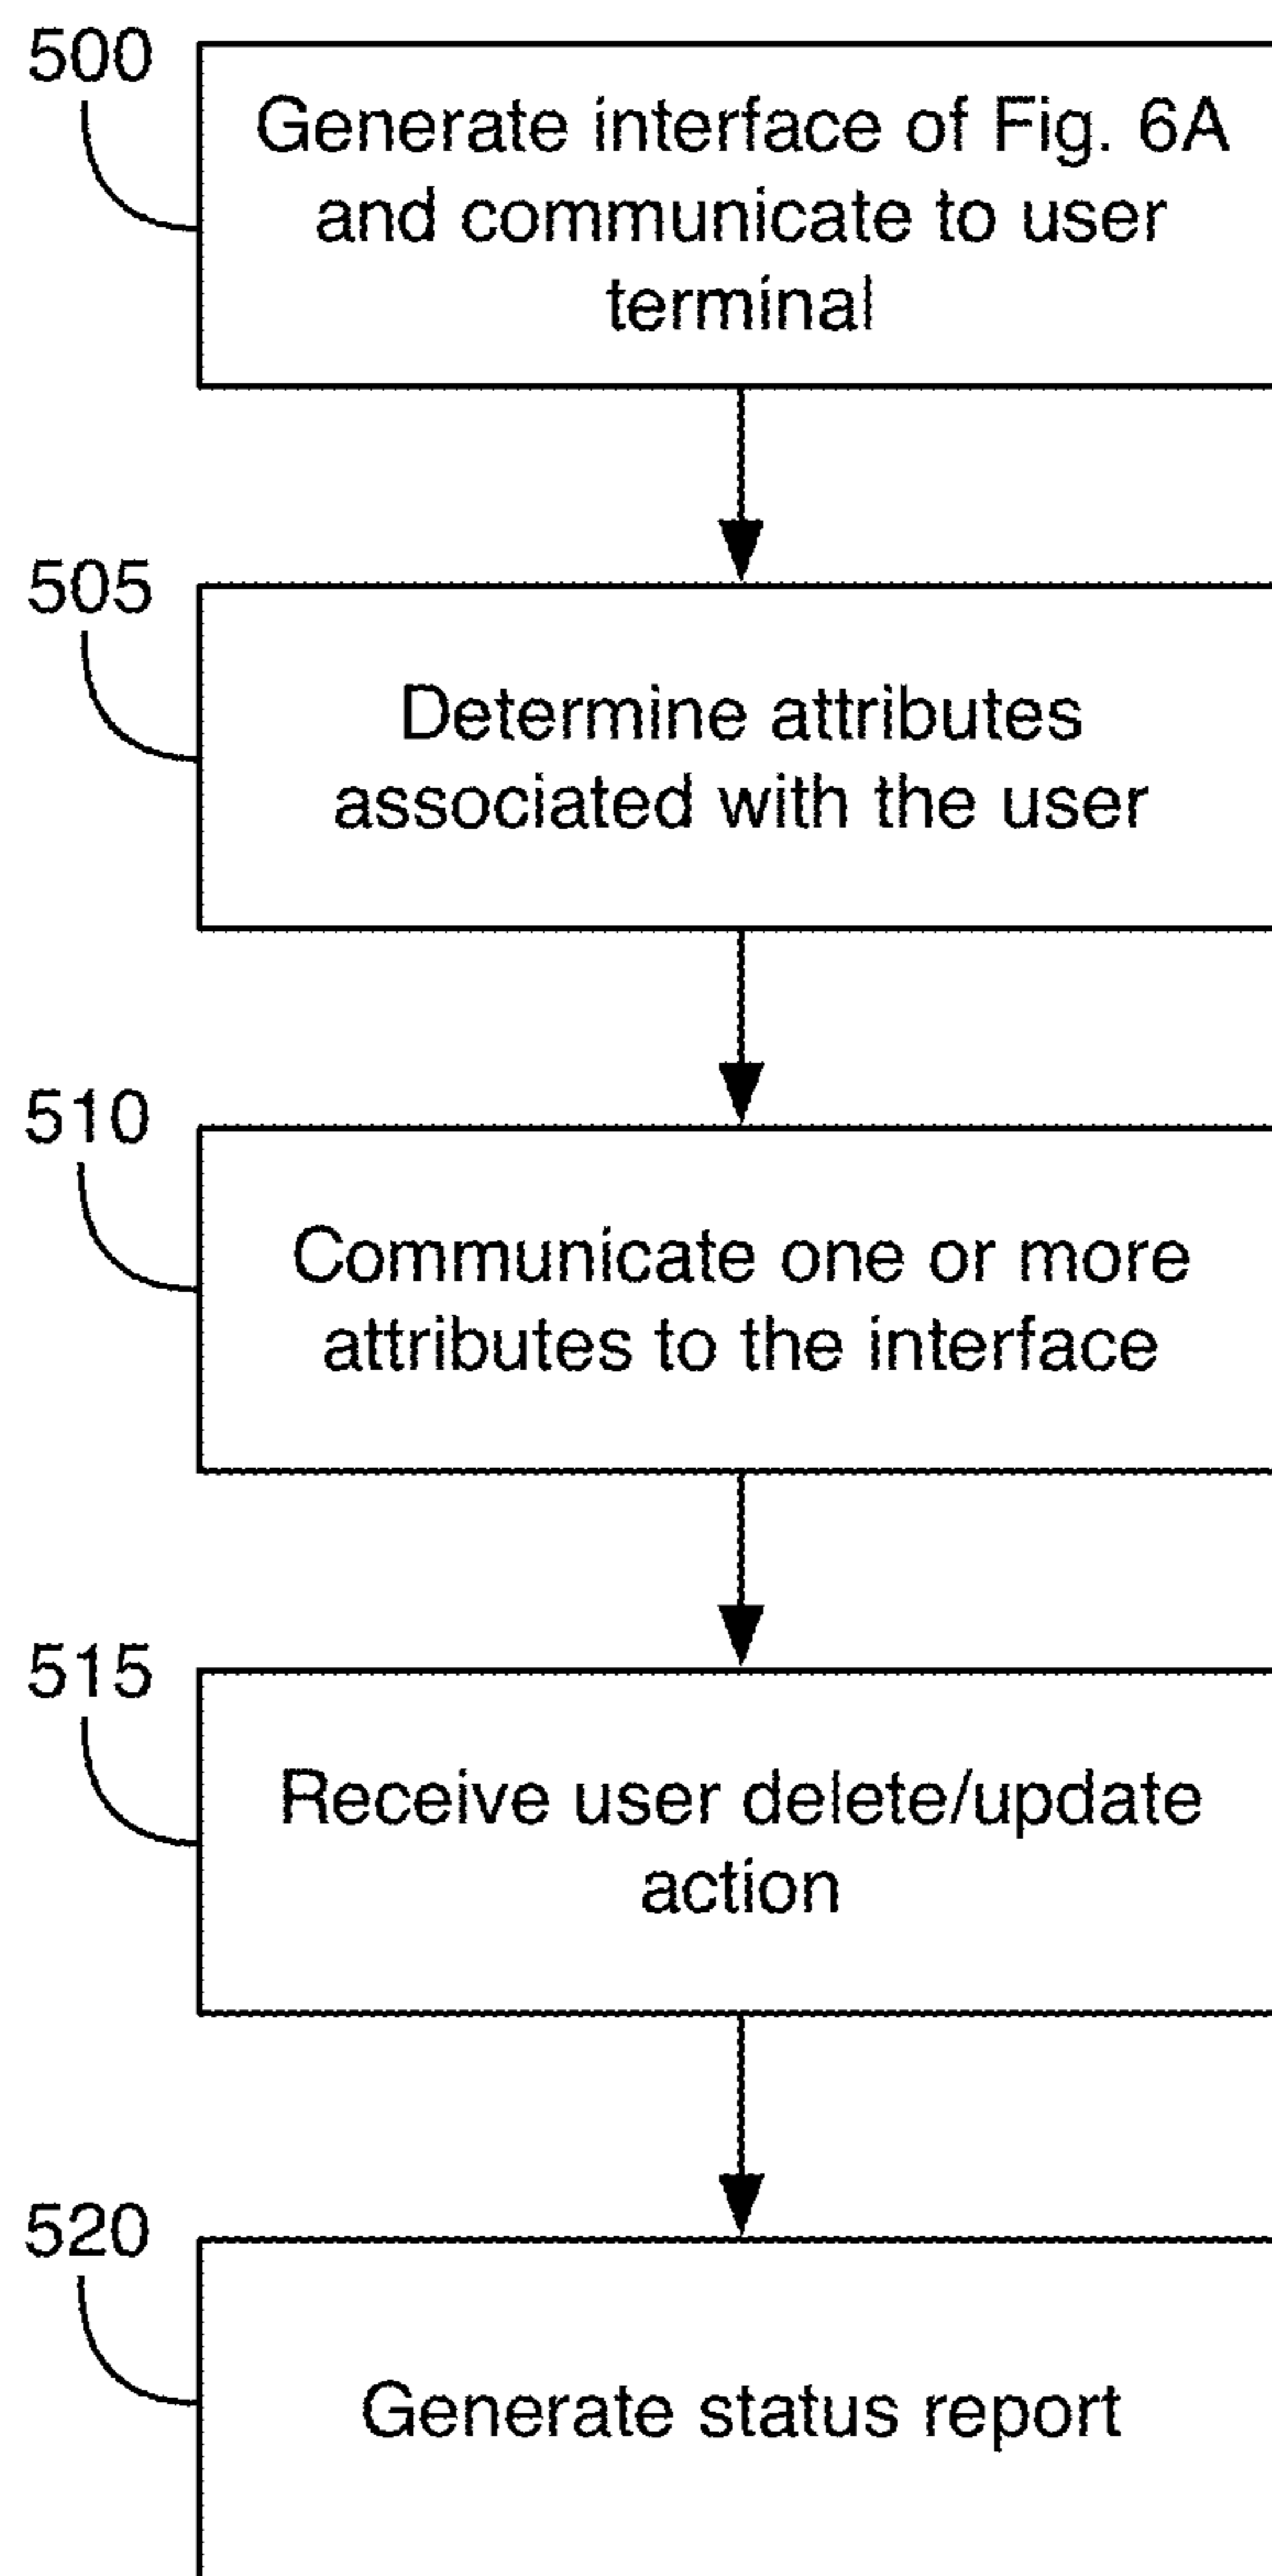 500
Generate interface of Fig. 6A
and communicate to user
terminal
505
Determine attributes
associated with the user
510
Communicate one or more
attributes to the interface
515
Receive user delete/update
action
520
Generate status report